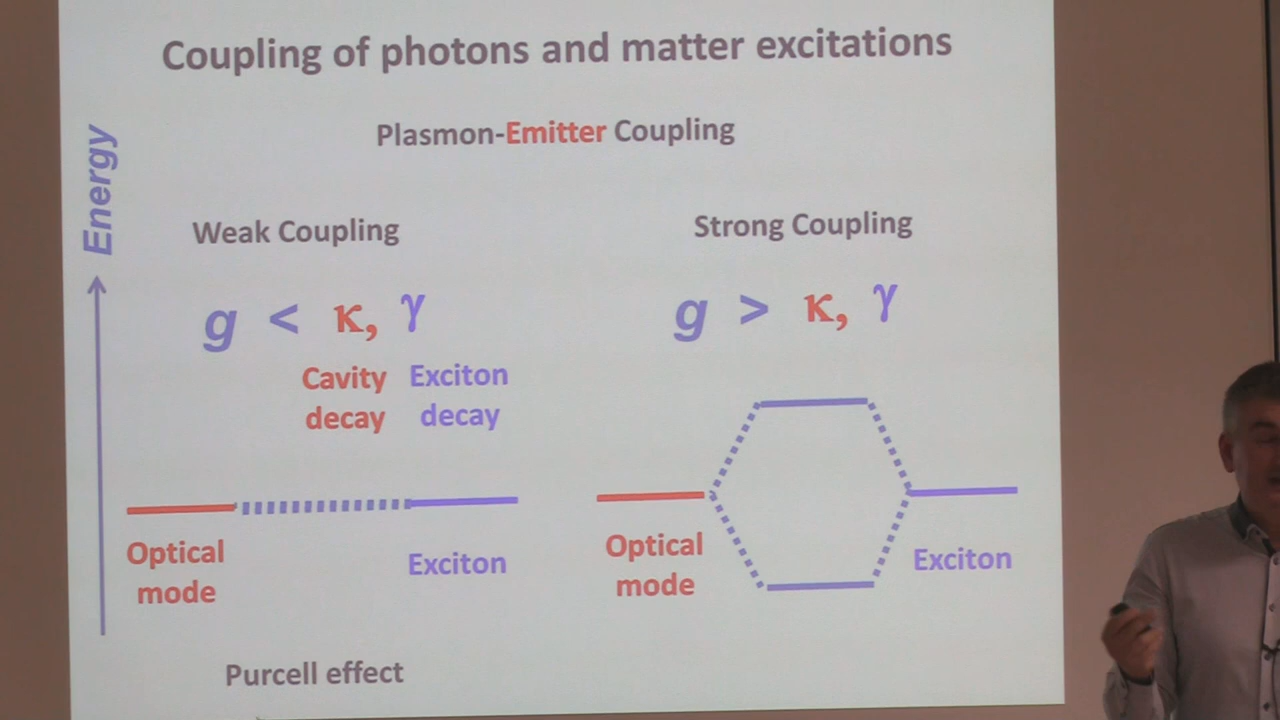 Coupling of photons and matter excitations
Plasmon-Emitter Coupling
Energy
Weak Coupling
g < κ, γ
Cavity decay
Exciton decay
Optical mode
Exciton
Purcell effect
Strong Coupling
g > κ, γ
Optical mode
Exciton